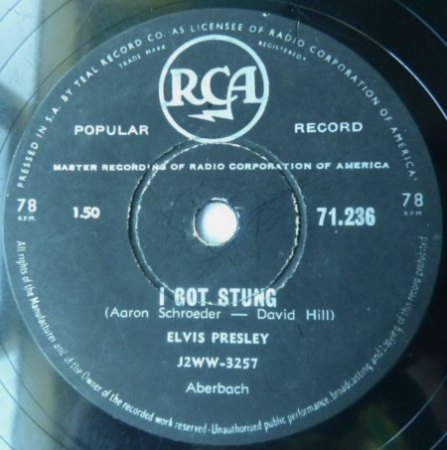 PRESSED IN S.A. BY TEAL RECORD CO. AS LICENSEE OF RADIO CORPORATION OF AMERICA
TRADE MARK
REGISTERED
RCA
POPULAR RECORD
MASTER RECORDING OF RADIO CORPORATION OF AMERICA
78 R.P.M.
1.50
71.236
78 R.P.M.
I GOT STUNG
(Aaron Schroeder — David Hill)
ELVIS PRESLEY
J2WW-3257
Aberbach
All rights of the Manufacturer and of the Owner of the recorded work reserved-Unauthorised public performance, broadcasting and copying of this record prohibited